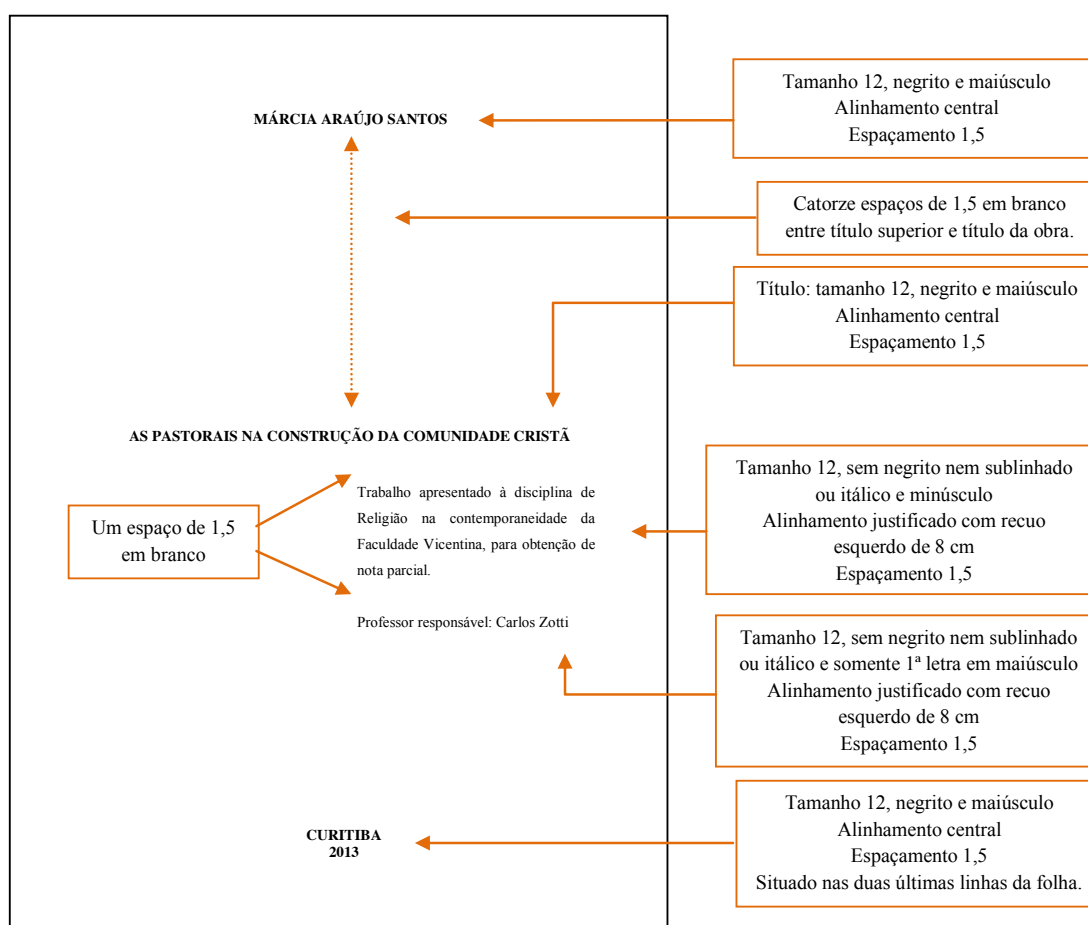 MÁRCIA ARAÚJO SANTOS
Tamanho 12, negrito e maiúsculo
Alinhamento central
Espaçamento 1,5
Catorze espaços de 1,5 em branco
entre título superior e título da obra.
Título: tamanho 12, negrito e maiúsculo
Alinhamento central
Espaçamento 1,5
AS PASTORAIS NA CONSTRUÇÃO DA COMUNIDADE CRISTÃ
Um espaço de 1,5
em branco
Trabalho apresentado à disciplina de
Religião na contemporaneidade da
Faculdade Vicentina, para obtenção de
nota parcial.
Tamanho 12, sem negrito nem sublinhado
ou itálico e minúsculo
Alinhamento justificado com recuo
esquerdo de 8 cm
Espaçamento 1,5
Professor responsável: Carlos Zotti
Tamanho 12, sem negrito nem sublinhado
ou itálico e somente 1ª letra em maiúsculo
Alinhamento justificado com recuo
esquerdo de 8 cm
Espaçamento 1,5
CURITIBA
2013
Tamanho 12, negrito e maiúsculo
Alinhamento central
Espaçamento 1,5
Situado nas duas últimas linhas da folha.